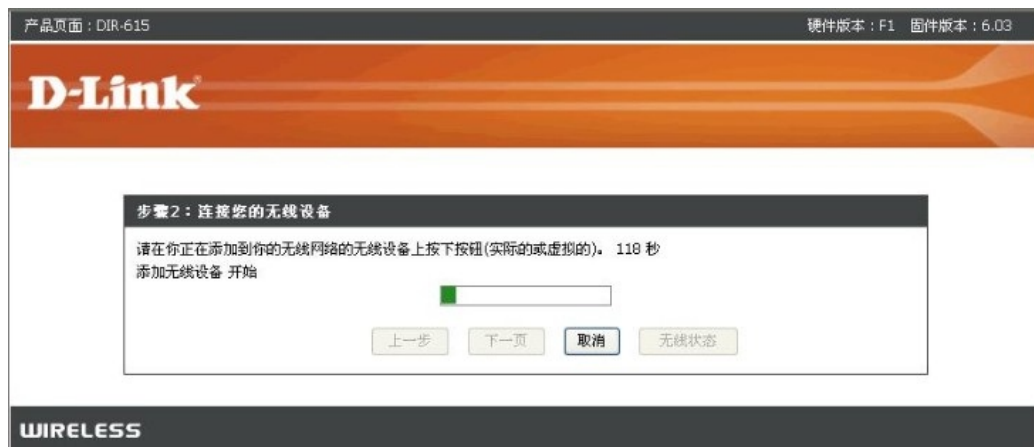 产品页面：DIR-615 硬件版本：F1 固件版本：6.03
D-Link
步骤2：连接您的无线设备
请在你正在添加到你的无线网络的无线设备上按下按钮(实际的或虚拟的)。 118 秒
添加无线设备 开始
上一步 下一页 取消 无线状态
WIRELESS